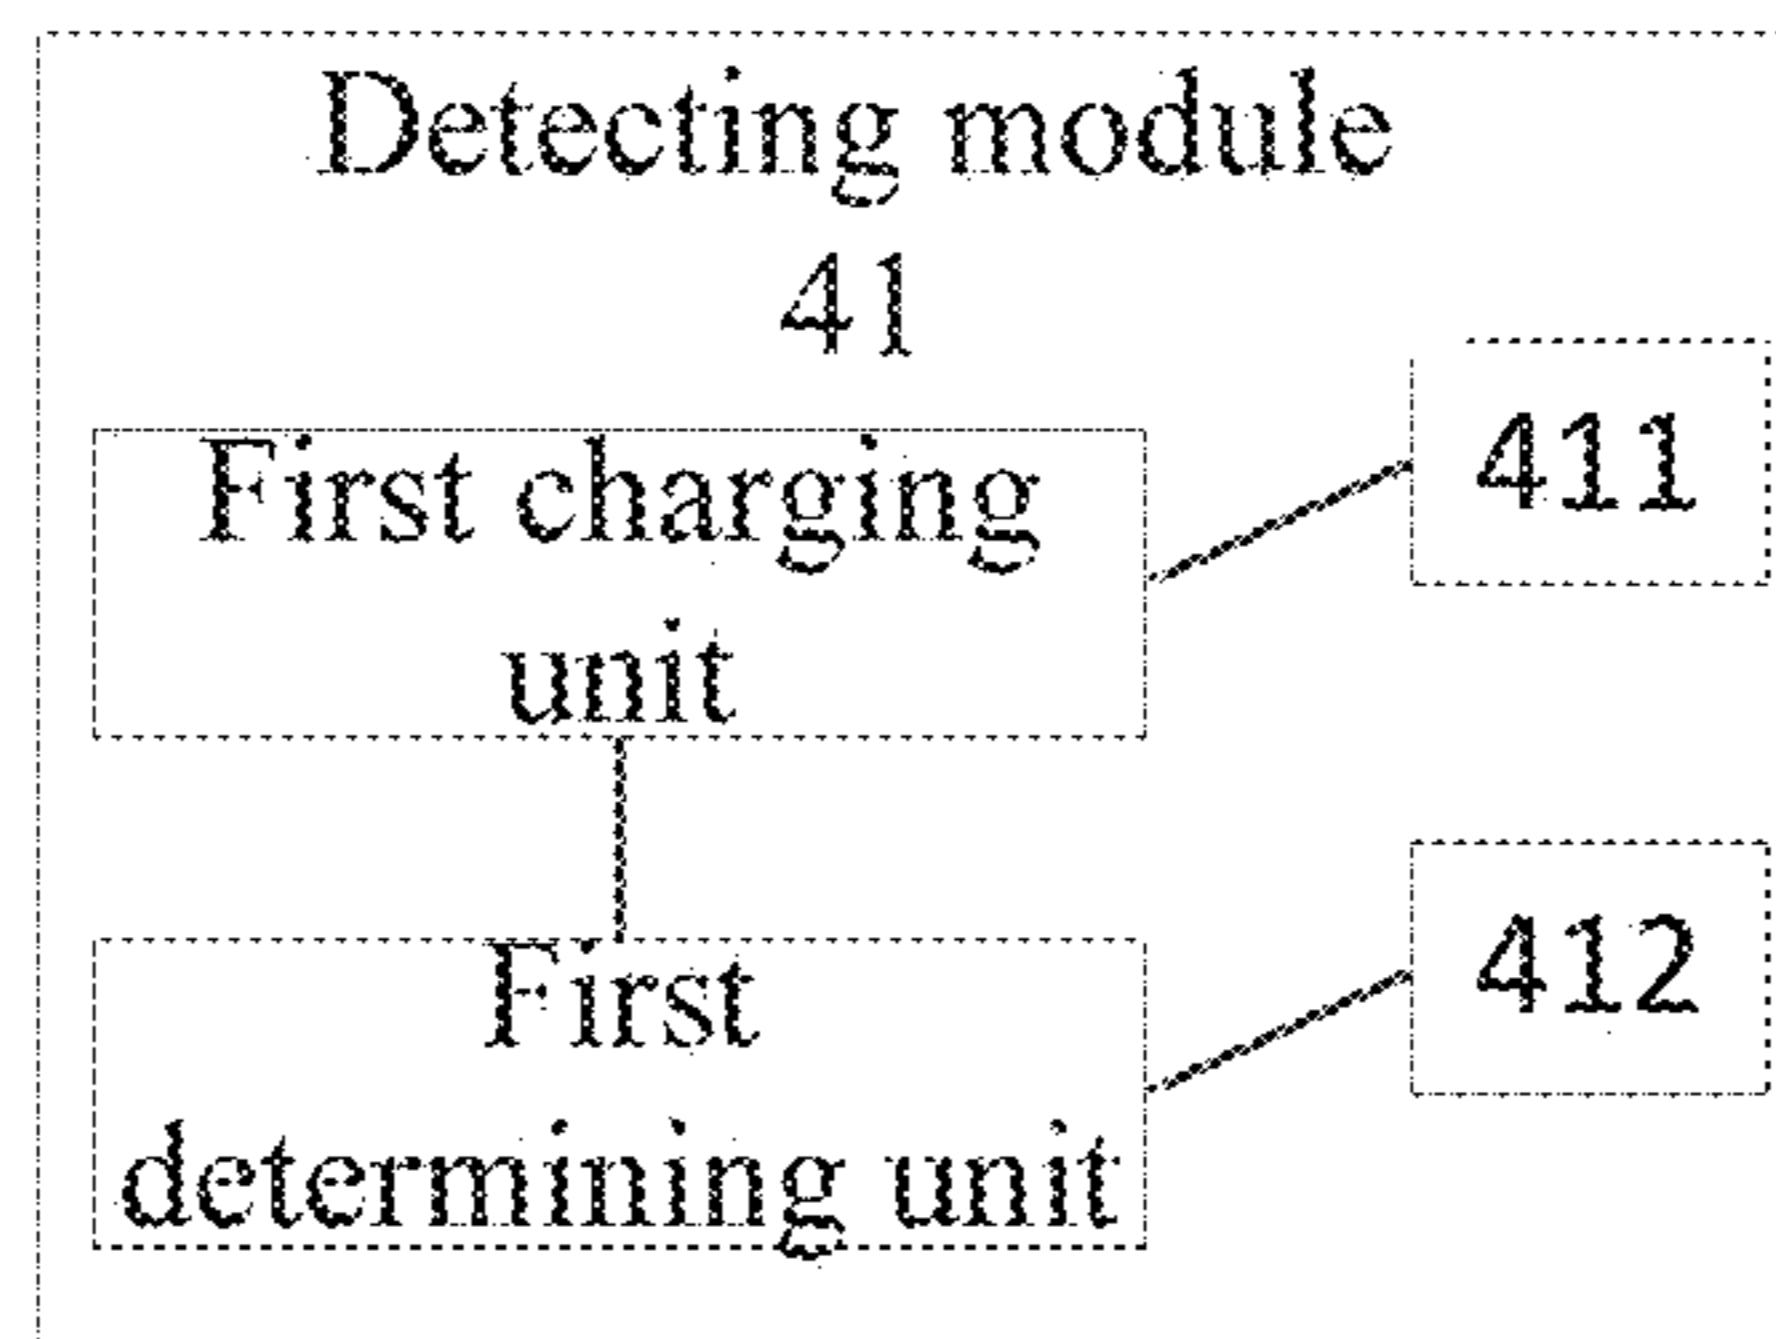 Detecting module
41
First charging
unit
411
First
determining unit
412